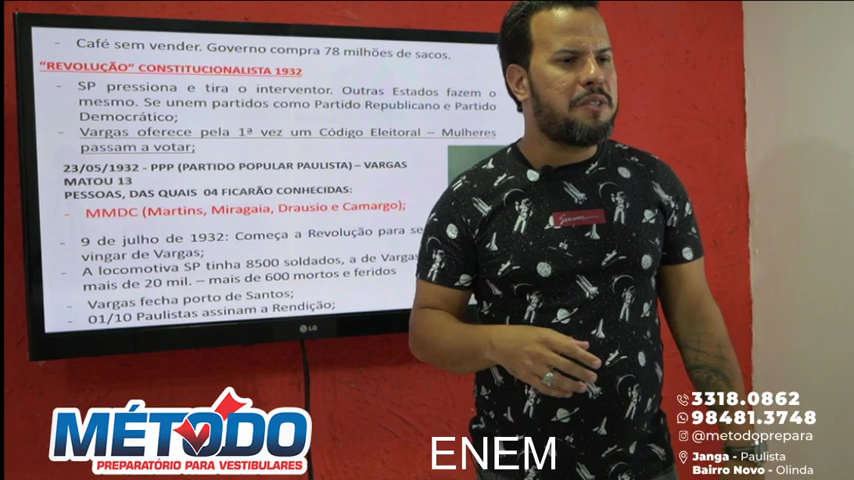 - Café sem vender. Governo compra 78 milhões de sacos.
"REVOLUÇÃO" CONSTITUCIONALISTA 1932
- SP pressiona e tira o interventor. Outras Estados fazem o
mesmo. Se unem partidos como Partido Republicano e Partido
Democrático;
- Vargas oferece pela 1ª vez um Código Eleitoral – Mulheres
passam a votar;
23/05/1932 - PPP (PARTIDO POPULAR PAULISTA) – VARGAS
MATOU 13
PESSOAS, DAS QUAIS 04 FICARÃO CONHECIDAS:
- MMDC (Martins, Miragaia, Drausio e Camargo);
- 9 de julho de 1932: Começa a Revolução para se
vingar de Vargas;
- A locomotiva SP tinha 8500 soldados, a de Vargas
mais de 20 mil. – mais de 600 mortos e feridos
- Vargas fecha porto de Santos;
- 01/10 Paulistas assinam a Rendição;
LG
MÉTODO
PREPARATÓRIO PARA VESTIBULARES
ENEM
3318.0862
98481.3748
@metodoprepara
Janga - Paulista
Bairro Novo - Olinda